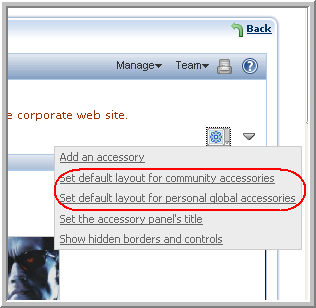 Back
Manage Team
e corporate web site.
Add an accessory
Set default layout for community accessories
Set default layout for personal global accessories
Set the accessory panel's title
Show hidden borders and controls